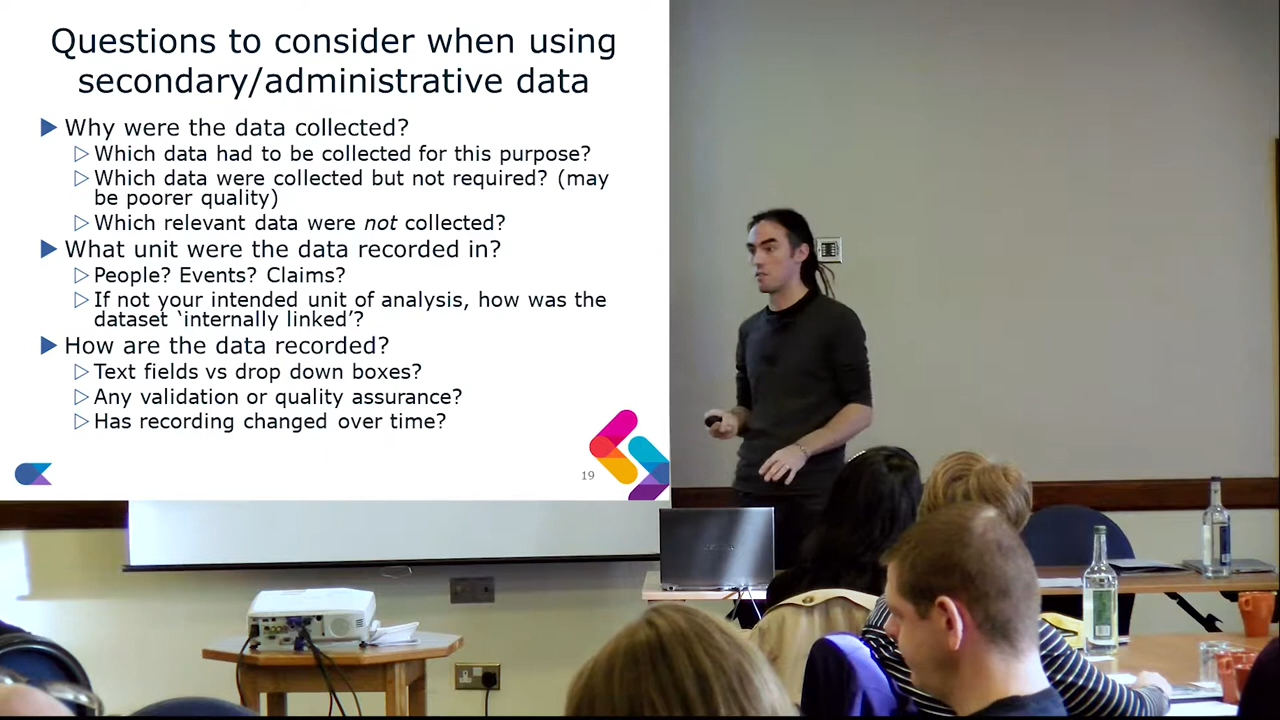 Questions to consider when using
secondary/administrative data
Why were the data collected?
Which data had to be collected for this purpose?
Which data were collected but not required? (may
be poorer quality)
Which relevant data were not collected?
What unit were the data recorded in?
People? Events? Claims?
If not your intended unit of analysis, how was the
dataset ‘internally linked’?
How are the data recorded?
Text fields vs drop down boxes?
Any validation or quality assurance?
Has recording changed over time?
19